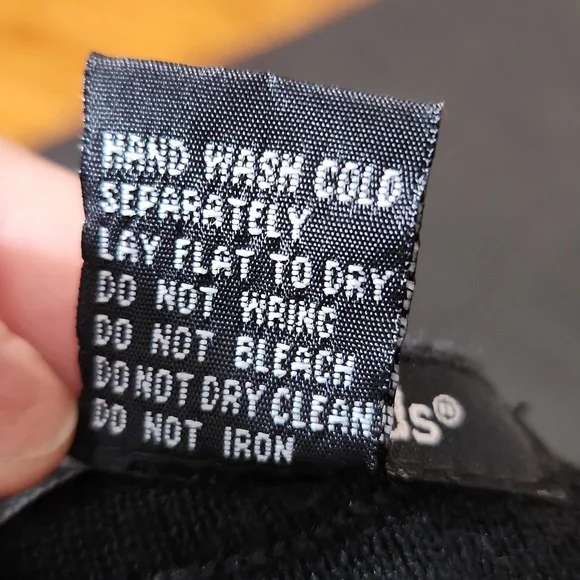 HAND WASH COLD
SEPARATELY
LAY FLAT TO DRY
DO NOT WRING
DO NOT BLEACH
DO NOT DRY CLEAN
DO NOT IRON